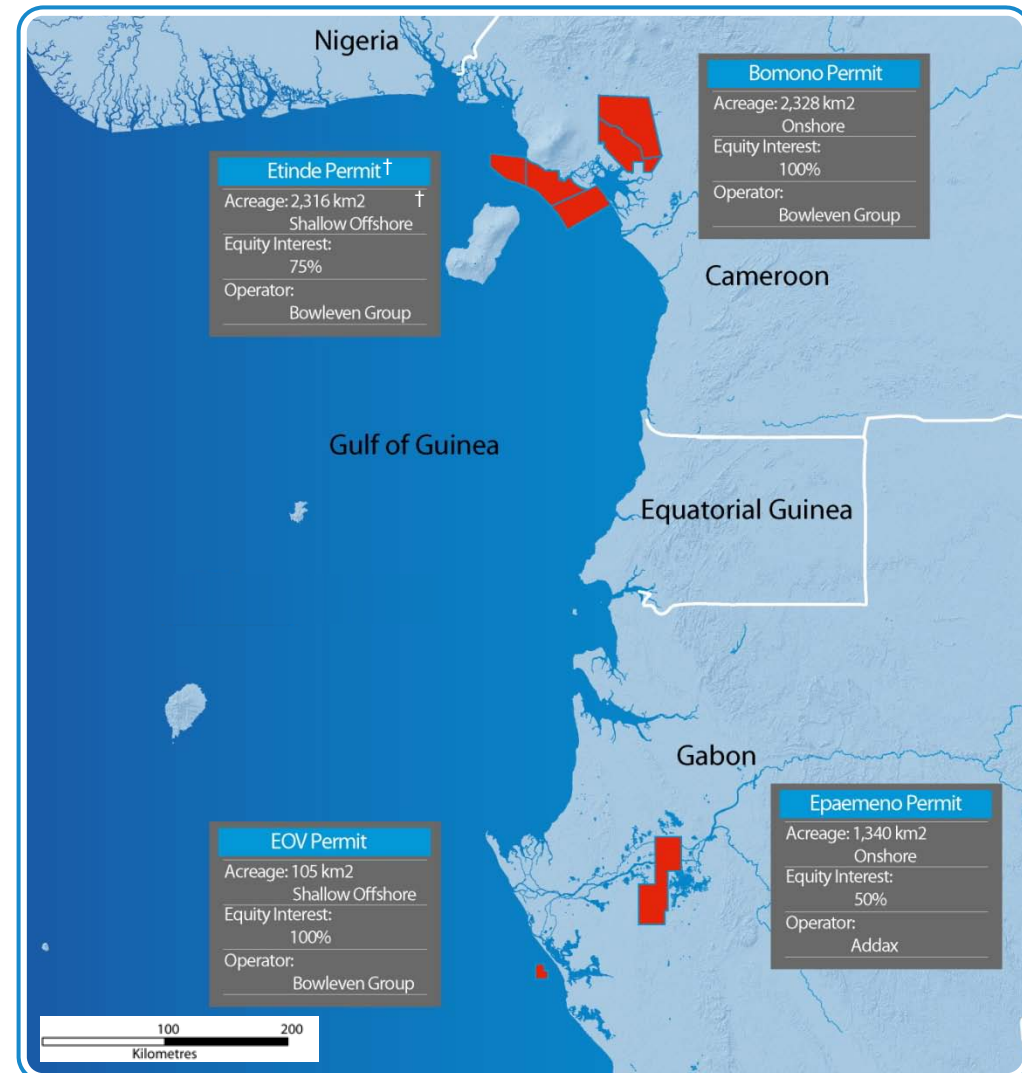 Nigeria
Bomono Permit
Acreage: 2,328 km2
Onshore
Equity Interest:
100%
Operator:
Bowleven Group
Etinde Permit†
Acreage: 2,316 km2 †
Shallow Offshore
Equity Interest:
75%
Operator:
Bowleven Group
Cameroon
Gulf of Guinea
Equatorial Guinea
Gabon
Epaemeno Permit
Acreage: 1,340 km2
Onshore
Equity Interest:
50%
Operator:
Addax
EOV Permit
Acreage: 105 km2
Shallow Offshore
Equity Interest:
100%
Operator:
Bowleven Group
100 200
Kilometres